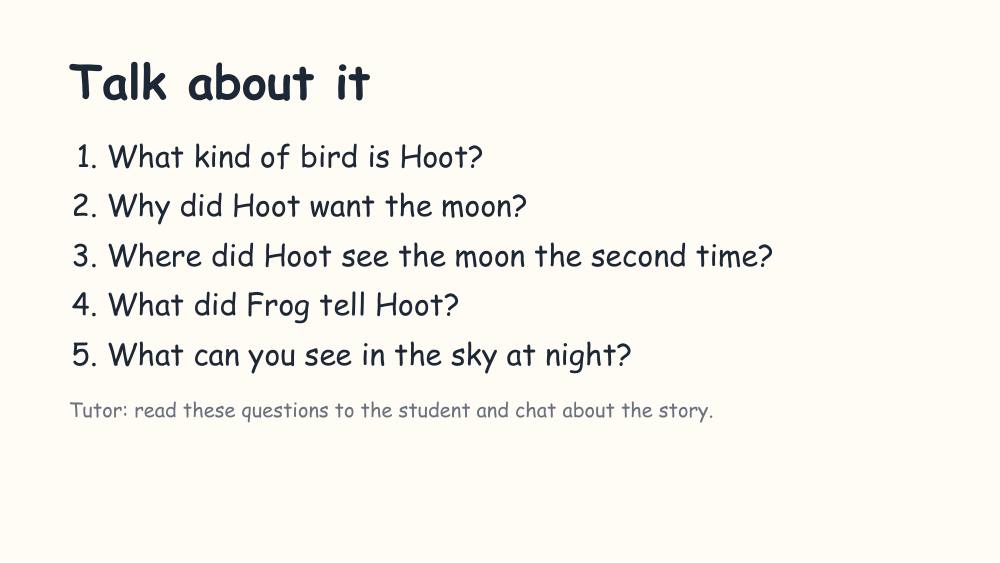 Talk about it
1. What kind of bird is Hoot?
2. Why did Hoot want the moon?
3. Where did Hoot see the moon the second time?
4. What did Frog tell Hoot?
5. What can you see in the sky at night?
Tutor: read these questions to the student and chat about the story.